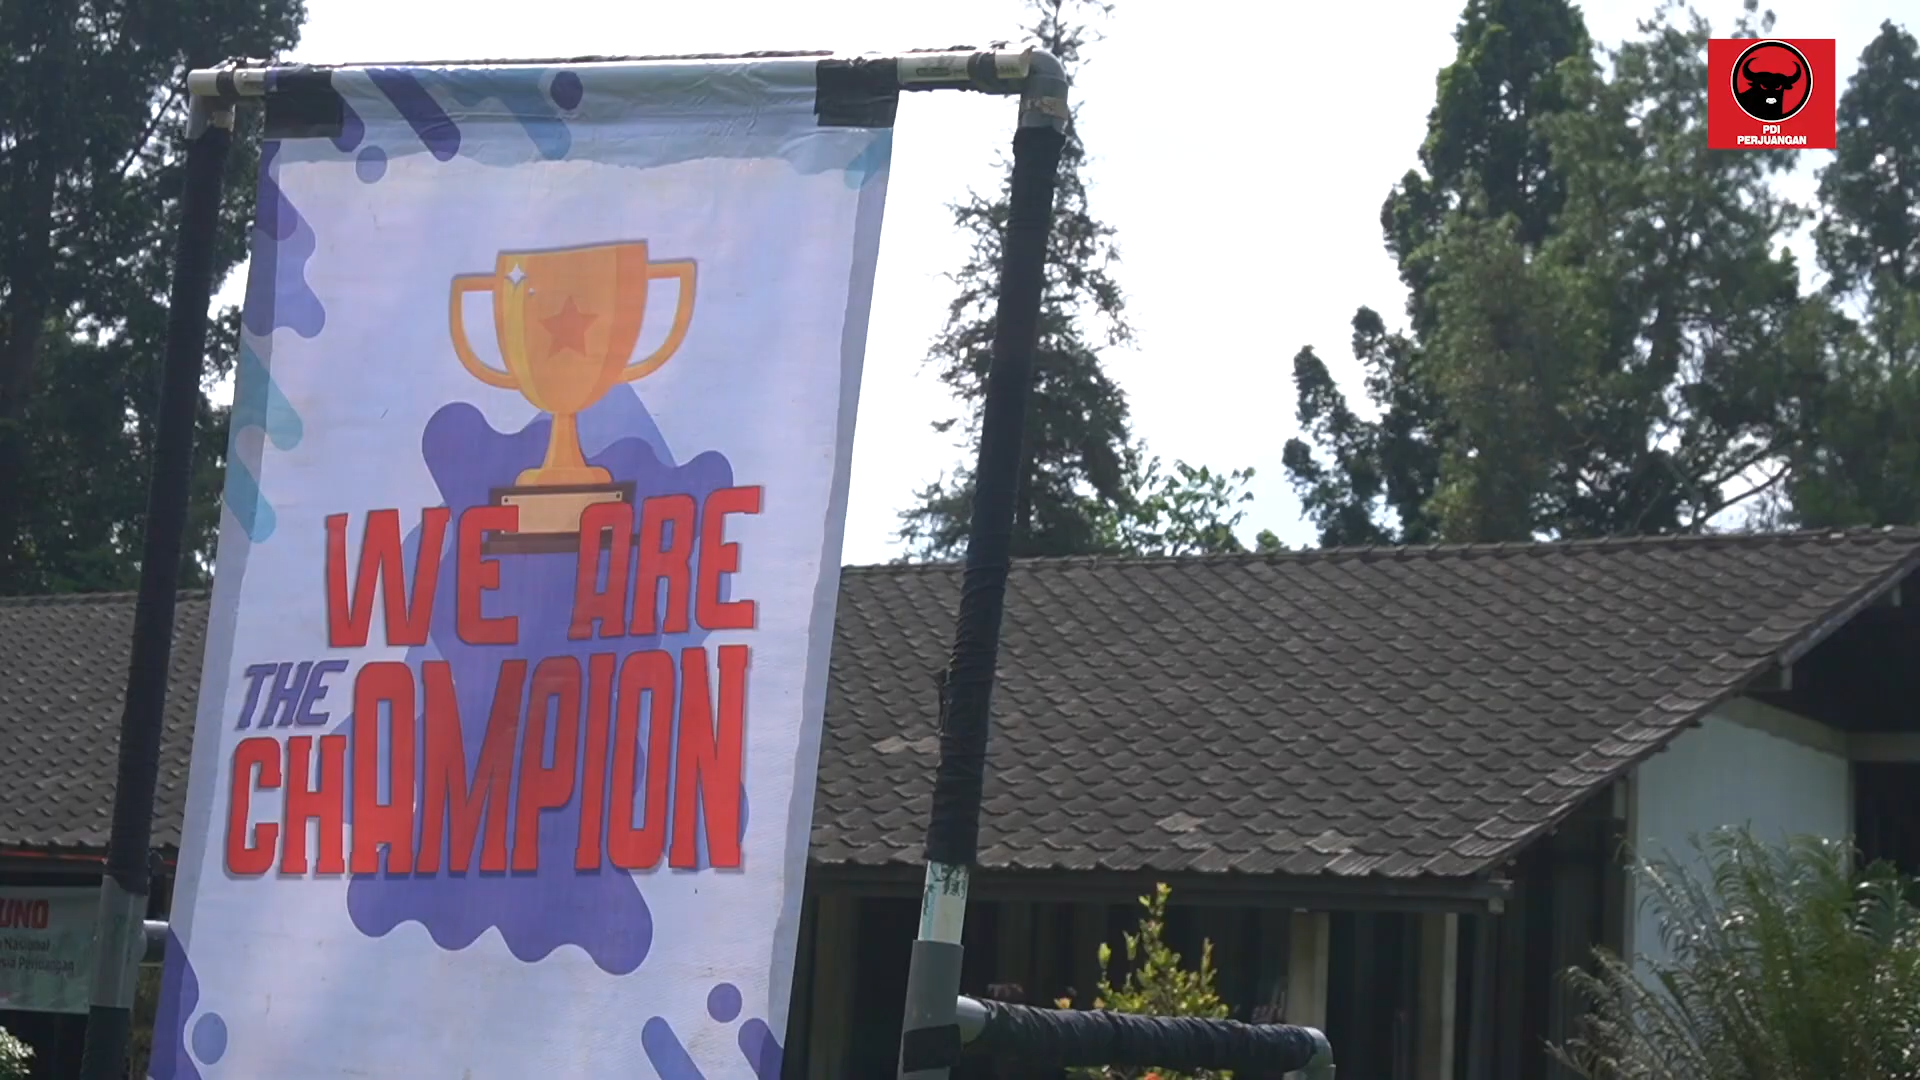 PDI
PERJUANGAN
WE ARE
THE
CHAMPION
UNO
Nasional
Perjuangan